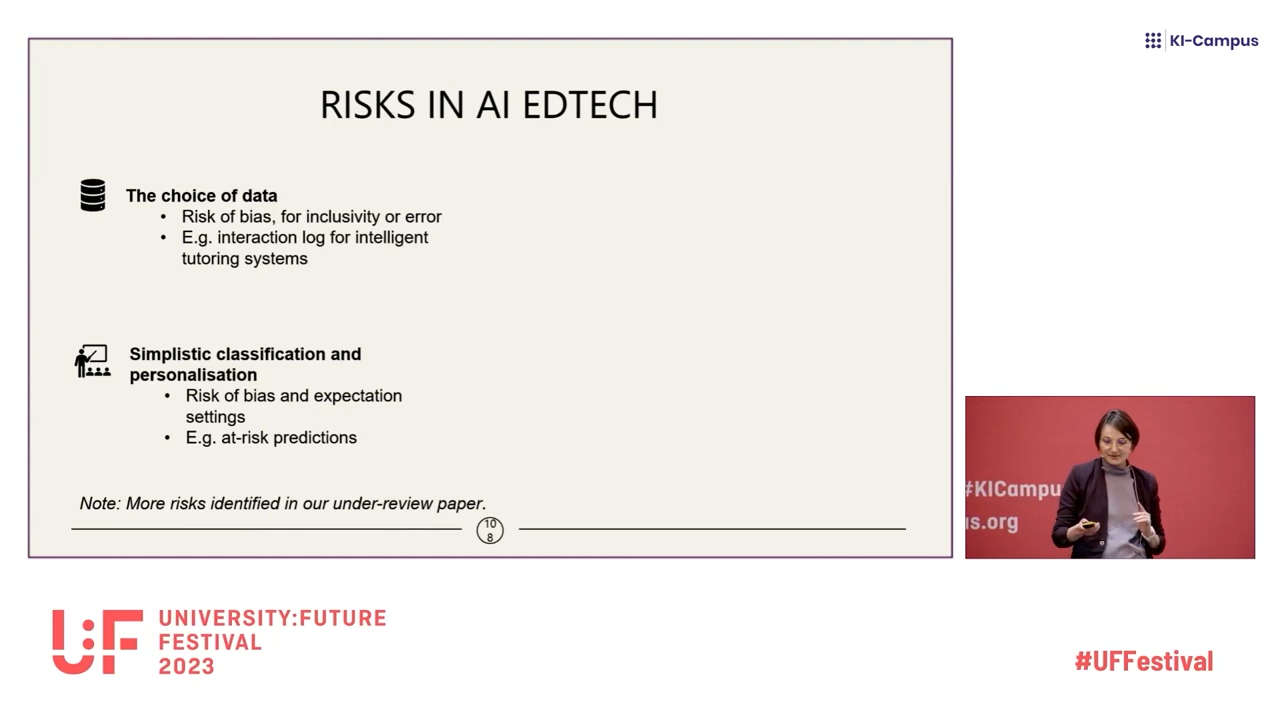 KI-Campus
RISKS IN AI EDTECH
The choice of data
• Risk of bias, for inclusivity or error
• E.g. interaction log for intelligent
tutoring systems
Simplistic classification and
personalisation
• Risk of bias and expectation
settings
• E.g. at-risk predictions
Note: More risks identified in our under-review paper.
10
8
#KICampu
us.org
U:F
UNIVERSITY:FUTURE
FESTIVAL
2023
#UFFestival